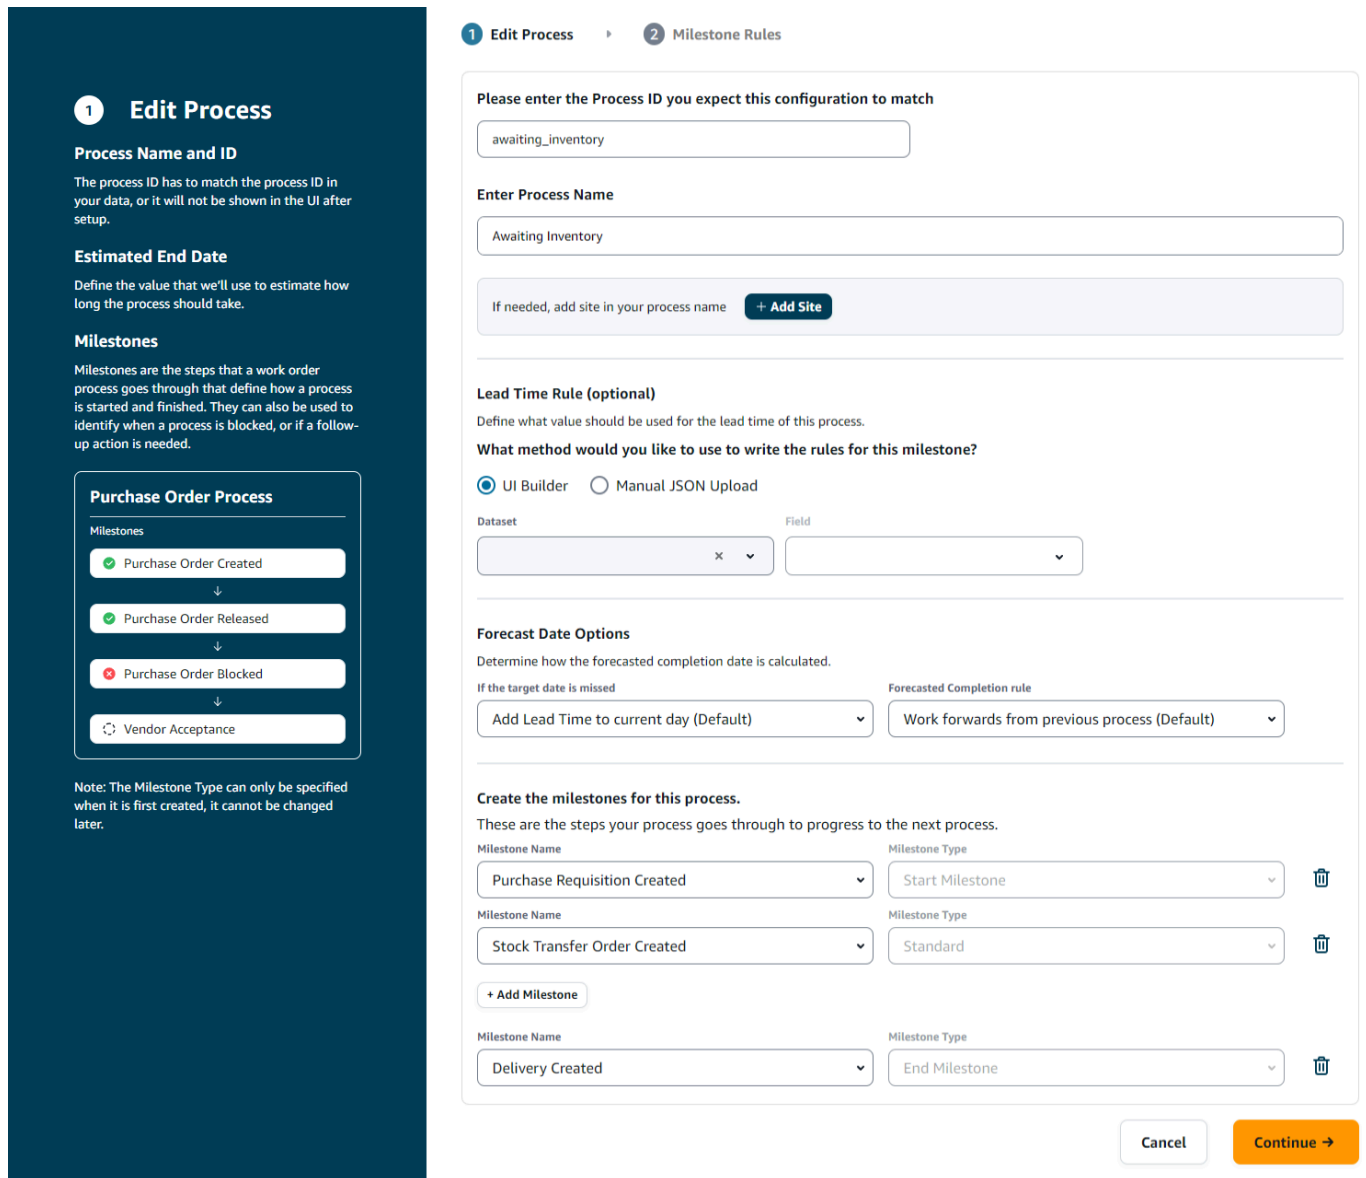 1 Edit Process
Process Name and ID
The process ID has to match the process ID in
your data, or it will not be shown in the UI after
setup.
Estimated End Date
Define the value that we'll use to estimate how
long the process should take.
Milestones
Milestones are the steps that a work order
process goes through that define how a process
is started and finished. They can also be used to
identify when a process is blocked, or if a follow-
up action is needed.
Purchase Order Process
Milestones
Purchase Order Created
Purchase Order Released
Purchase Order Blocked
Vendor Acceptance
Note: The Milestone Type can only be specified
when it is first created, it cannot be changed
later.
1 Edit Process 2 Milestone Rules
Please enter the Process ID you expect this configuration to match
awaiting_inventory
Enter Process Name
Awaiting Inventory
If needed, add site in your process name + Add Site
Lead Time Rule (optional)
Define what value should be used for the lead time of this process.
What method would you like to use to write the rules for this milestone?
UI Builder Manual JSON Upload
Dataset Field
Forecast Date Options
Determine how the forecasted completion date is calculated.
If the target date is missed Forecasted Completion rule
Add Lead Time to current day (Default) Work forwards from previous process (Default)
Create the milestones for this process.
These are the steps your process goes through to progress to the next process.
Milestone Name Milestone Type
Purchase Requisition Created Start Milestone
Milestone Name Milestone Type
Stock Transfer Order Created Standard
+ Add Milestone
Milestone Name Milestone Type
Delivery Created End Milestone
Cancel Continue →